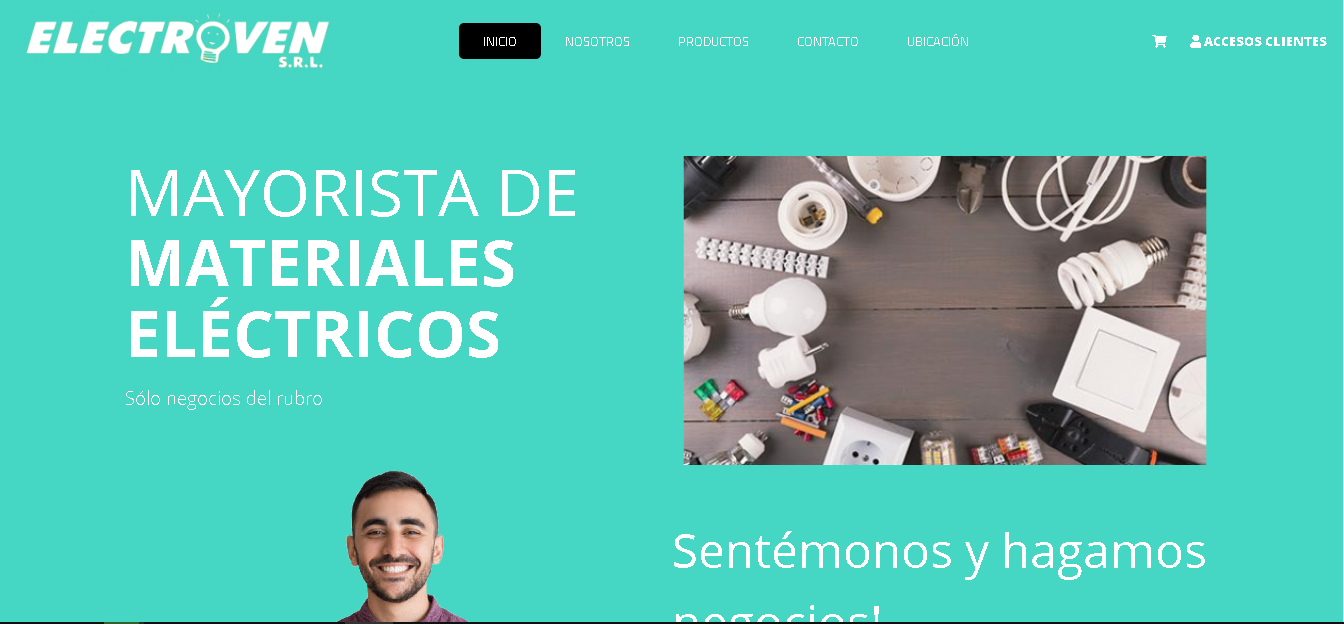 ELECTROVEN
S.R.L.
INICIO NOSOTROS PRODUCTOS CONTACTO UBICACIÓN
ACCESOS CLIENTES
MAYORISTA DE
MATERIALES
ELÉCTRICOS
Sólo negocios del rubro
Sentémonos y hagamos
negocios!